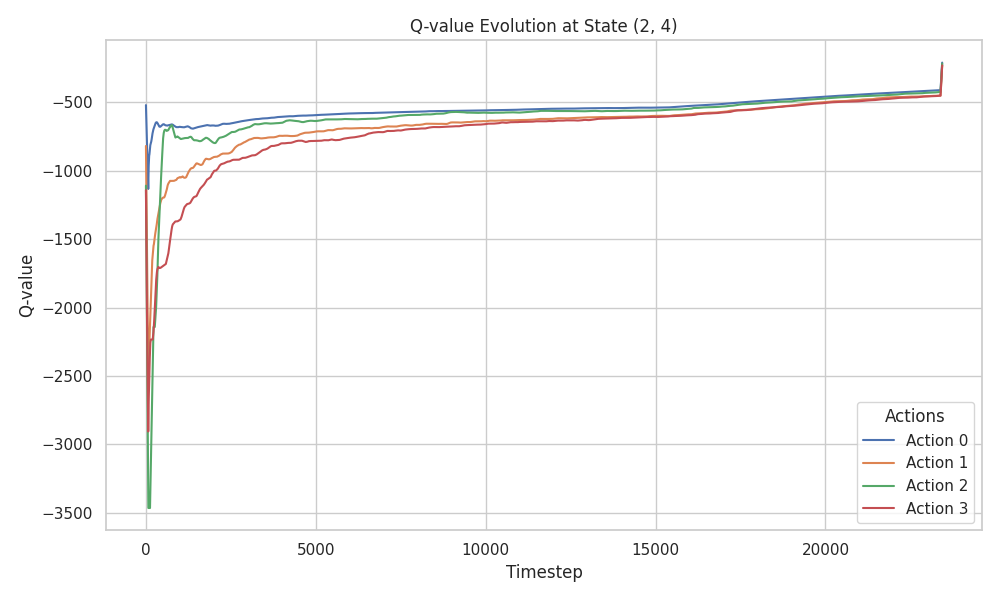 Q-value Evolution at State (2, 4)
Q-value
−500
−1000
−1500
−2000
−2500
−3000
−3500
0
5000
10000
15000
20000
Timestep
Actions
Action 0
Action 1
Action 2
Action 3